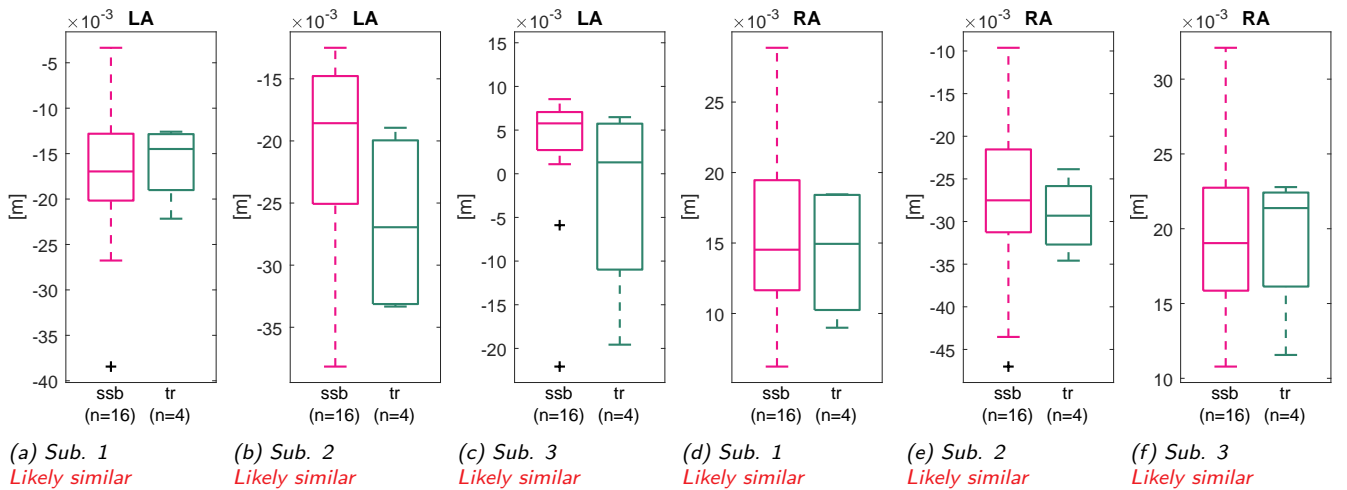 ×10⁻³ LA
-5
-10
-15
-20
-25
-30
-35
-40
[m]
ssb tr
(n=16) (n=4)
(a) Sub. 1
Likely similar
×10⁻³ LA
-15
-20
-25
-30
-35
[m]
ssb tr
(n=16) (n=4)
(b) Sub. 2
Likely similar
×10⁻³ LA
15
10
5
0
-5
-10
-15
-20
[m]
ssb tr
(n=16) (n=4)
(c) Sub. 3
Likely similar
×10⁻³ RA
25
20
15
10
[m]
ssb tr
(n=16) (n=4)
(d) Sub. 1
Likely similar
×10⁻³ RA
-10
-15
-20
-25
-30
-35
-40
-45
[m]
ssb tr
(n=16) (n=4)
(e) Sub. 2
Likely similar
×10⁻³ RA
30
25
20
15
10
[m]
ssb tr
(n=16) (n=4)
(f) Sub. 3
Likely similar